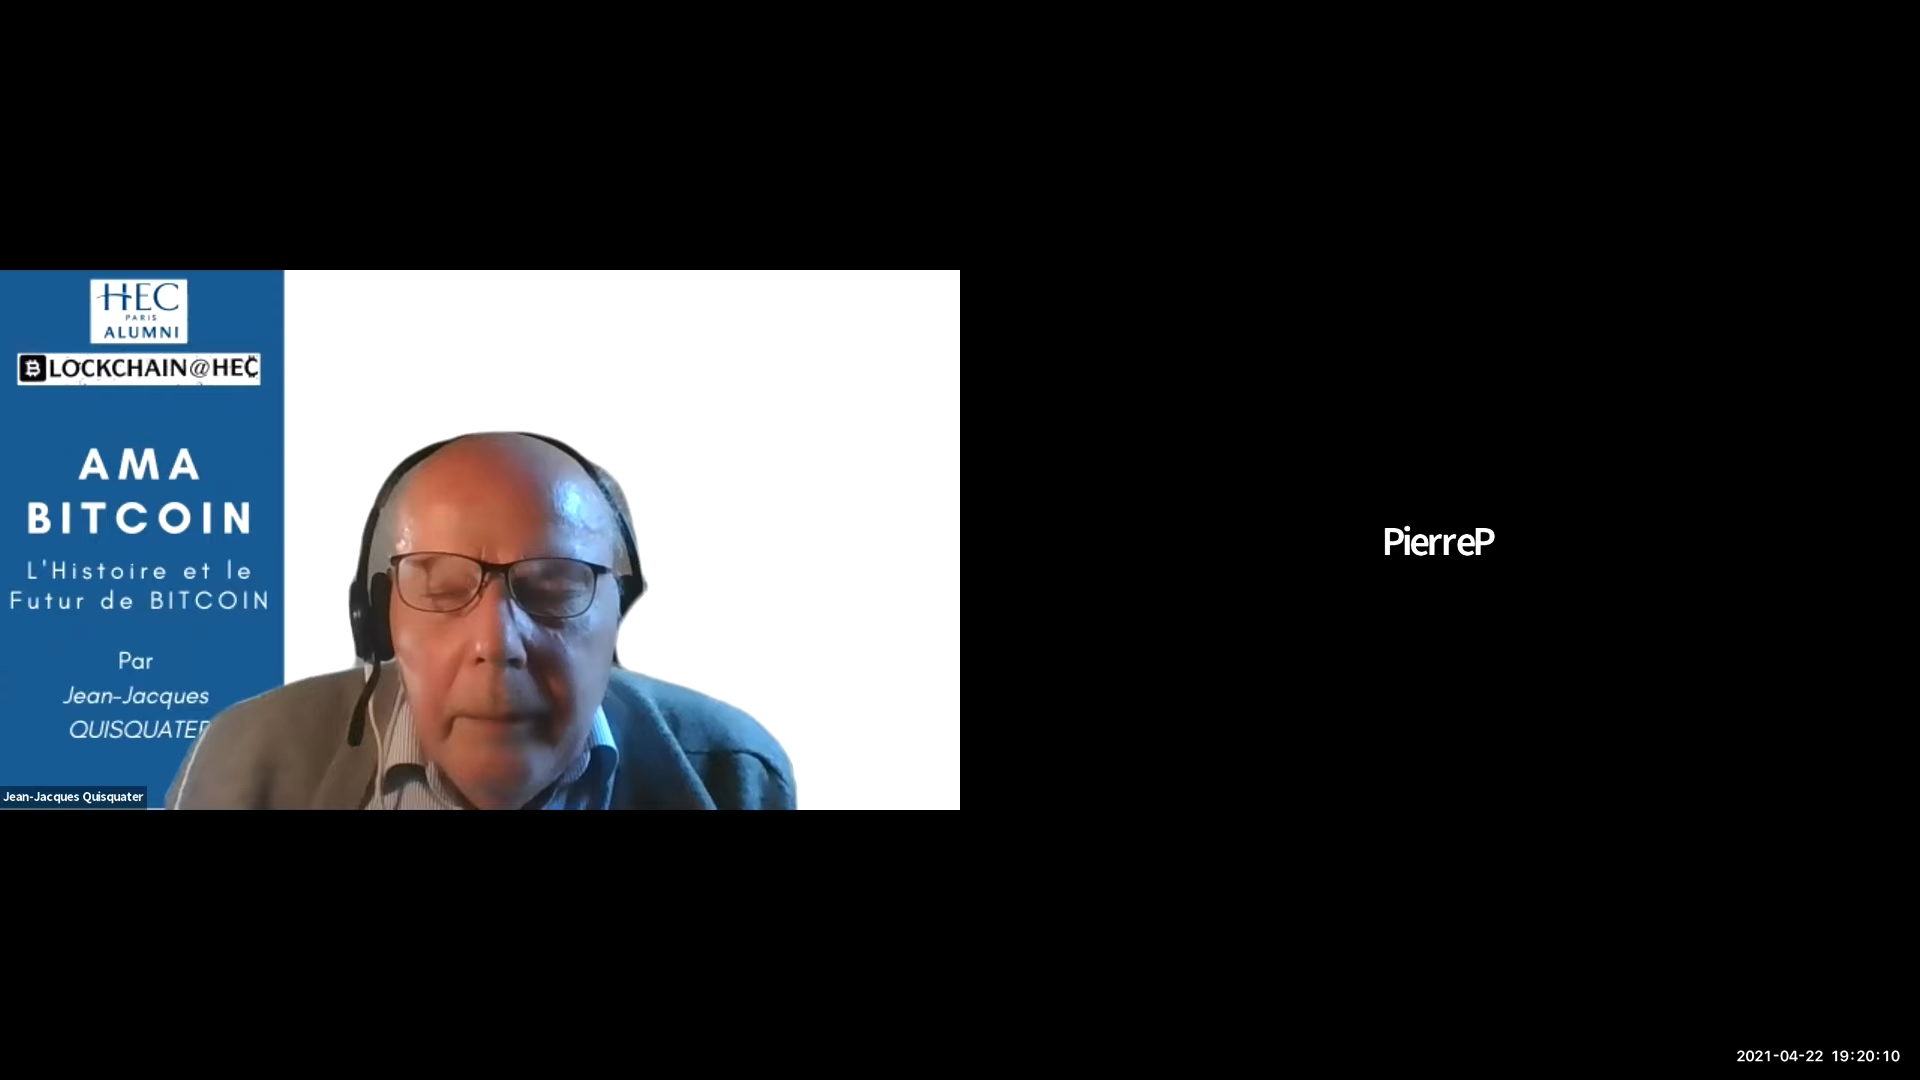 HEC
PARIS
ALUMNI
BLOCKCHAIN@HEC
AMA
BITCOIN
L'Histoire et le
Futur de BITCOIN
Par
Jean-Jacques
QUISQUATER
Jean-Jacques Quisquater
PierreP
2021-04-22 19:20:10